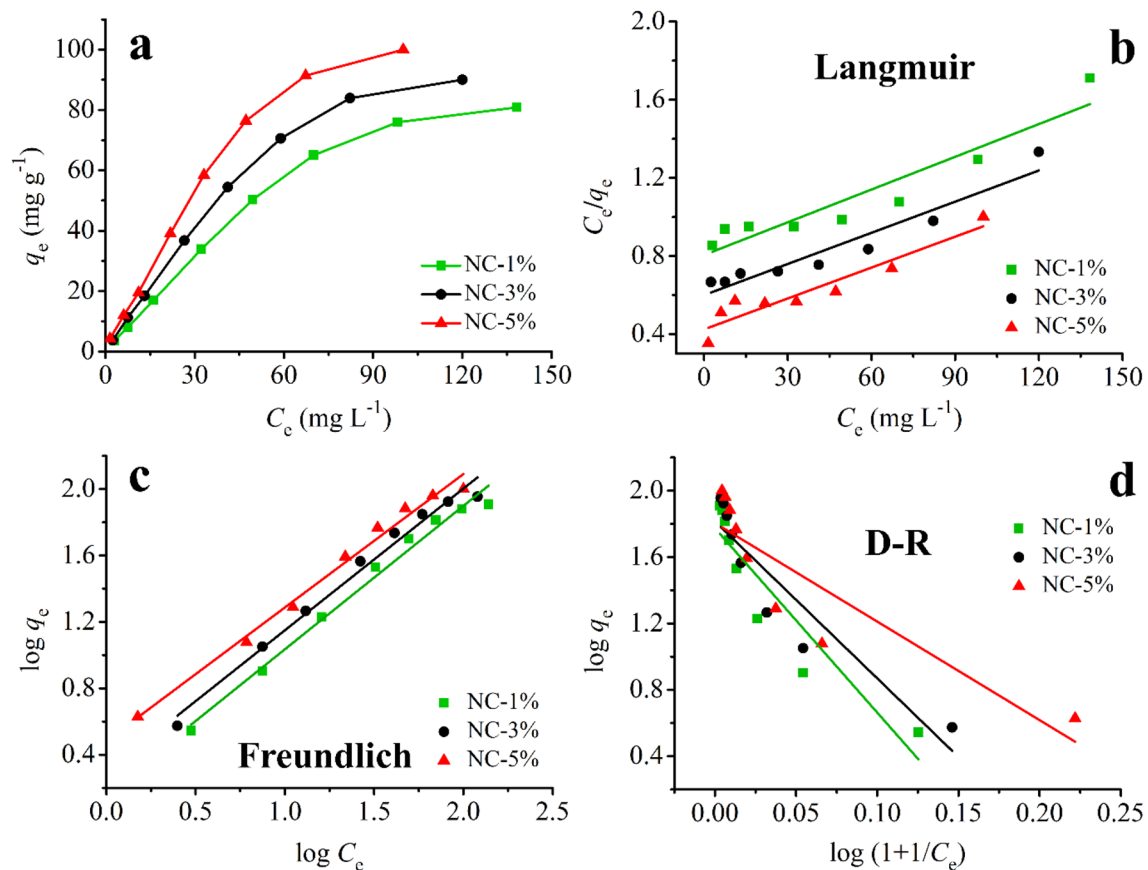 a
100
80
60
40
20
0
qe (mg g⁻¹)
NC-1%
NC-3%
NC-5%
0 30 60 90 120 150
Ce (mg L⁻¹)
b
Langmuir
2.0
1.6
1.2
0.8
0.4
Ce/qe
NC-1%
NC-3%
NC-5%
0 30 60 90 120 150
Ce (mg L⁻¹)
c
2.0
1.6
1.2
0.8
0.4
log qe
NC-1%
NC-3%
NC-5%
Freundlich
0.0 0.5 1.0 1.5 2.0 2.5
log Ce
d
D-R
2.0
1.6
1.2
0.8
0.4
log qe
NC-1%
NC-3%
NC-5%
0.00 0.05 0.10 0.15 0.20 0.25
log (1+1/Ce)